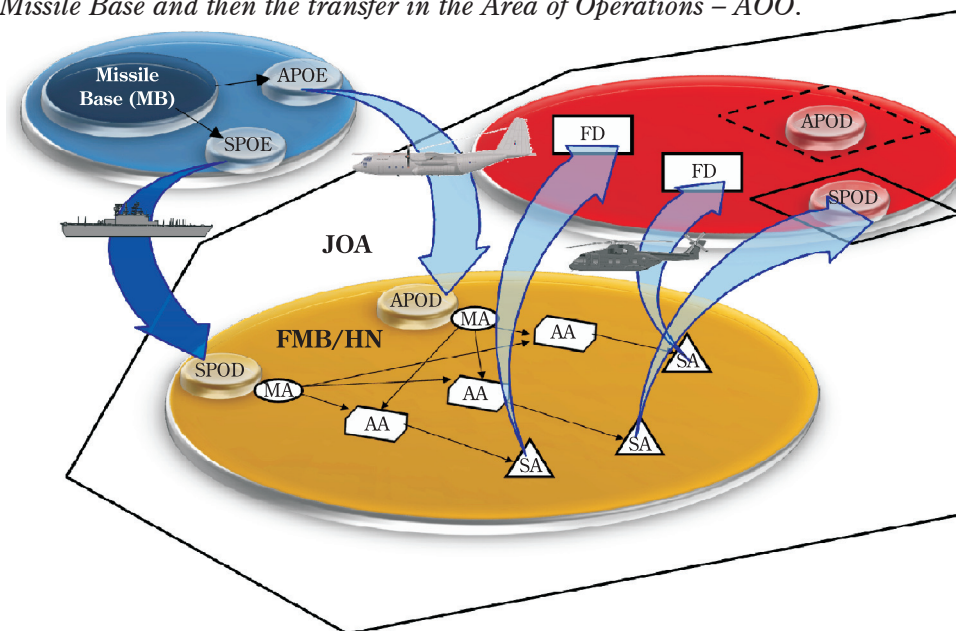 Missile Base and then the transfer in the Area of Operations – AOO.
Missile
Base (MB)
APOE
SPOE
FD
APOD
FD
SPOD
JOA
APOD
MA
FMB/HN
AA
SPOD
MA
AA
AA
SA
SA
SA